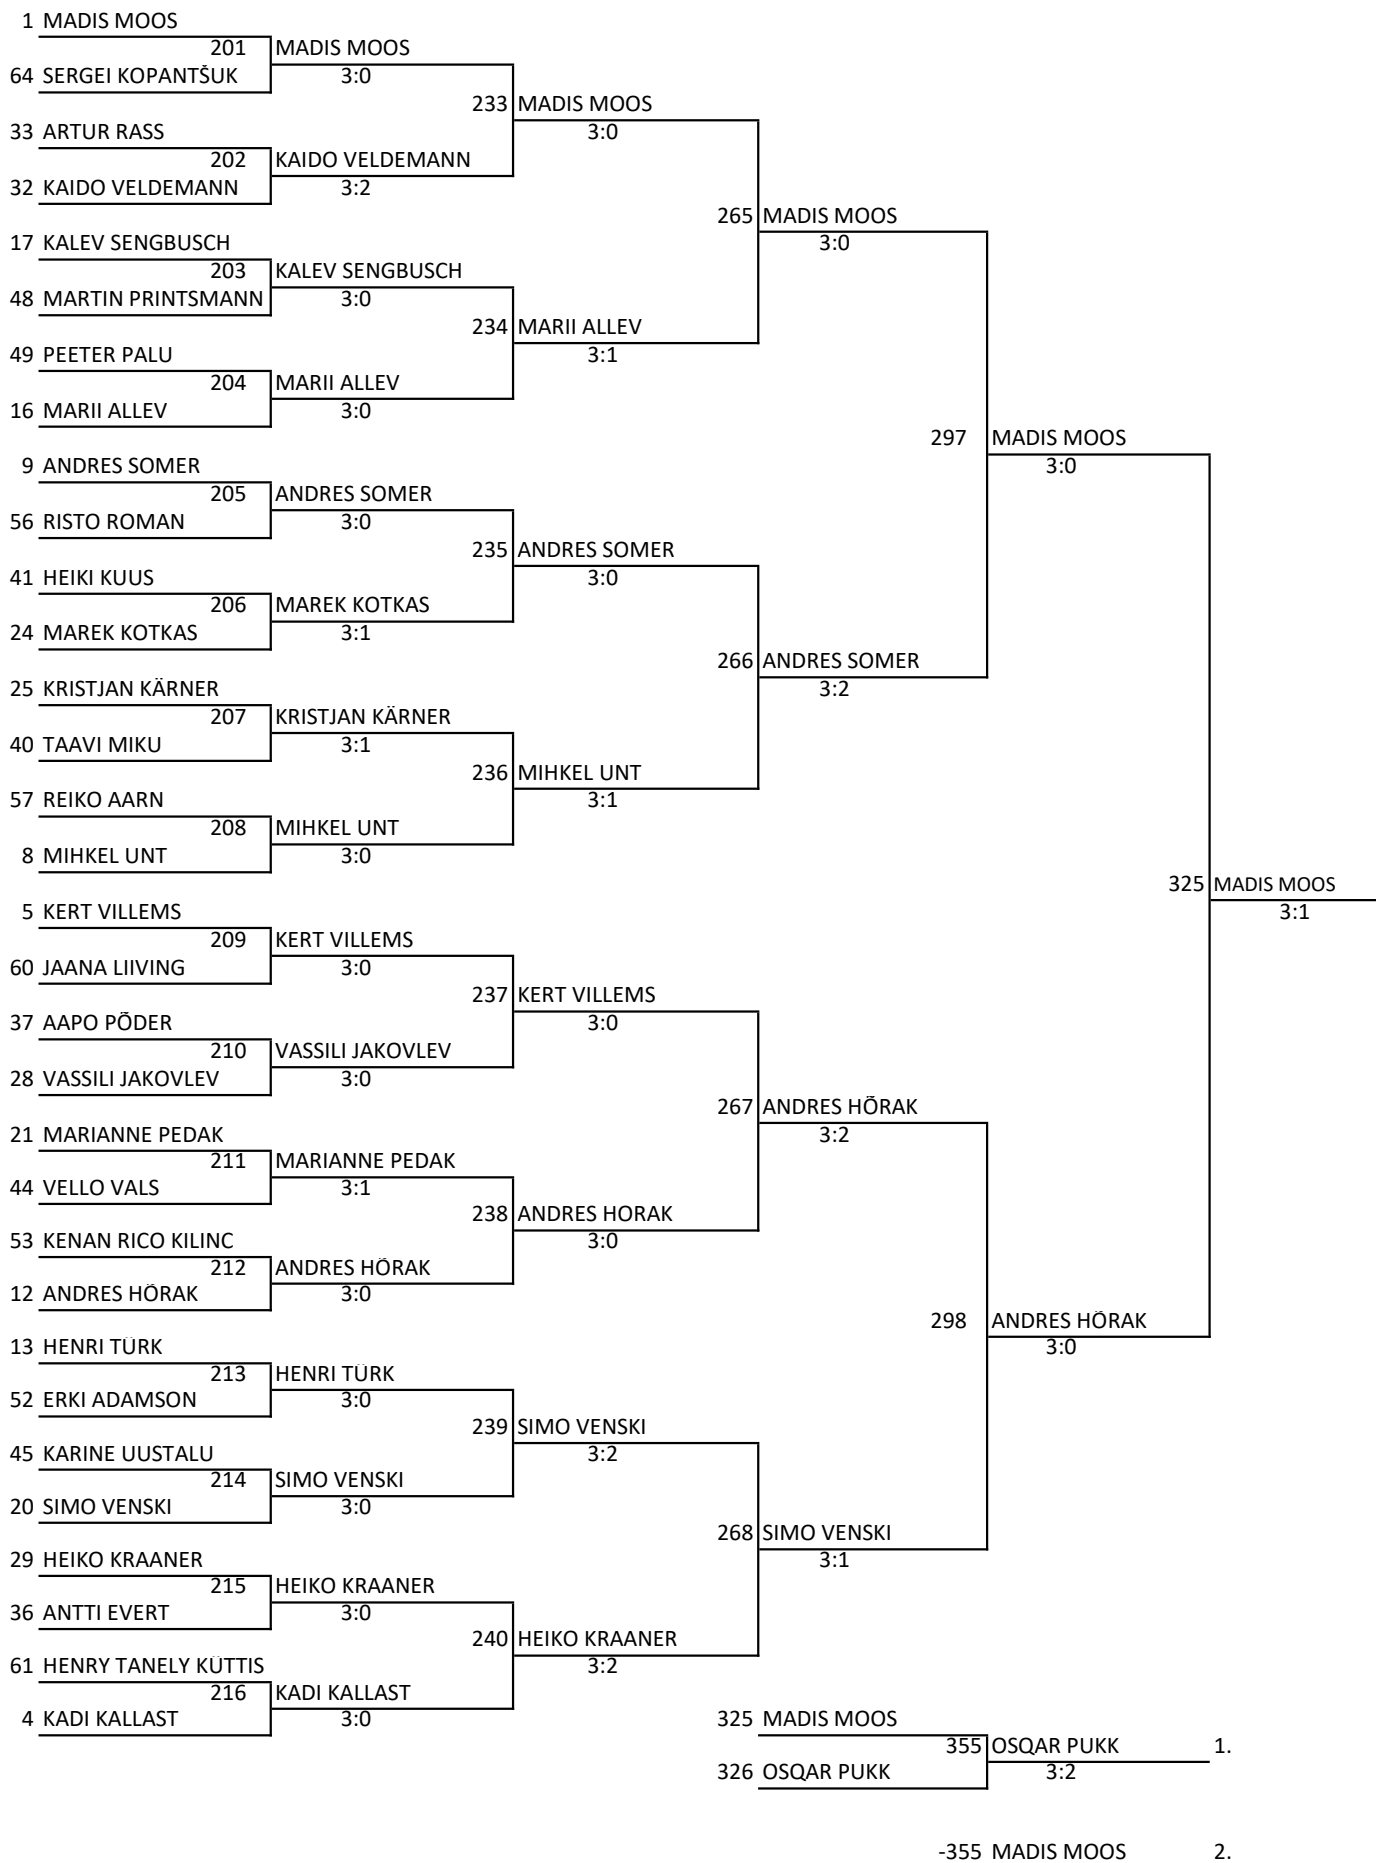 1 MADIS MOOS
201 MADIS MOOS
64 SERGEI KOPANTŠUK 3:0
233 MADIS MOOS
33 ARTUR RASS 3:0
202 KAIDO VELDEMANN
32 KAIDO VELDEMANN 3:2
265 MADIS MOOS
17 KALEV SENGBUSCH 3:0
203 KALEV SENGBUSCH
48 MARTIN PRINTSMANN 3:0
234 MARII ALLEV
49 PEETER PALU 3:1
204 MARII ALLEV
16 MARII ALLEV 3:0
297 MADIS MOOS
9 ANDRES SOMER 3:0
205 ANDRES SOMER
56 RISTO ROMAN 3:0
235 ANDRES SOMER
41 HEIKI KUUS 3:0
206 MAREK KOTKAS
24 MAREK KOTKAS 3:1
266 ANDRES SOMER
25 KRISTJAN KÄRNER 3:2
207 KRISTJAN KÄRNER
40 TAAVI MIKU 3:1
236 MIHKEL UNT
57 REIKO AARN 3:1
208 MIHKEL UNT
8 MIHKEL UNT 3:0
325 MADIS MOOS
5 KERT VILLEMS 3:1
209 KERT VILLEMS
60 JAANA LIIVING 3:0
237 KERT VILLEMS
37 AAPO PÕDER 3:0
210 VASSILI JAKOVLEV
28 VASSILI JAKOVLEV 3:0
267 ANDRES HÕRAK
21 MARIANNE PEDAK 3:2
211 MARIANNE PEDAK
44 VELLO VALS 3:1
238 ANDRES HORAK
53 KENAN RICO KILINC 3:0
212 ANDRES HÕRAK
12 ANDRES HÕRAK 3:0
298 ANDRES HÕRAK
13 HENRI TÜRK 3:0
213 HENRI TÜRK
52 ERKI ADAMSON 3:0
239 SIMO VENSKI
45 KARINE UUSTALU 3:2
214 SIMO VENSKI
20 SIMO VENSKI 3:0
268 SIMO VENSKI
29 HEIKO KRAANER 3:1
215 HEIKO KRAANER
36 ANTTI EVERT 3:0
240 HEIKO KRAANER
61 HENRY TANELY KÜTTIS 3:2
216 KADI KALLAST
4 KADI KALLAST 3:0
325 MADIS MOOS
355 OSQAR PUKK 1.
326 OSQAR PUKK 3:2
-355 MADIS MOOS 2.